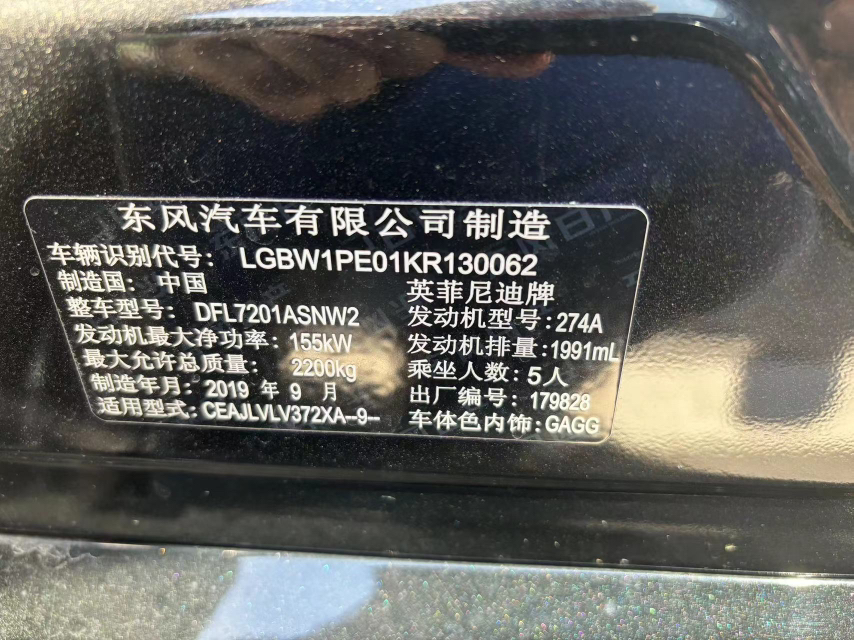 东风汽车有限公司制造
车辆识别代号： LGBW1PE01KR130062
制造国： 中国 英菲尼迪牌
整车型号： DFL7201ASNW2 发动机型号:274A
发动机最大净功率： 155kW 发动机排量:1991mL
最大允许总质量： 2200kg 乘坐人数: 5人
制造年月: 2019 年 9 月 出厂编号: 179828
适用型式: CEAJLVLV372XA--9-- 车体色内饰:GAGG